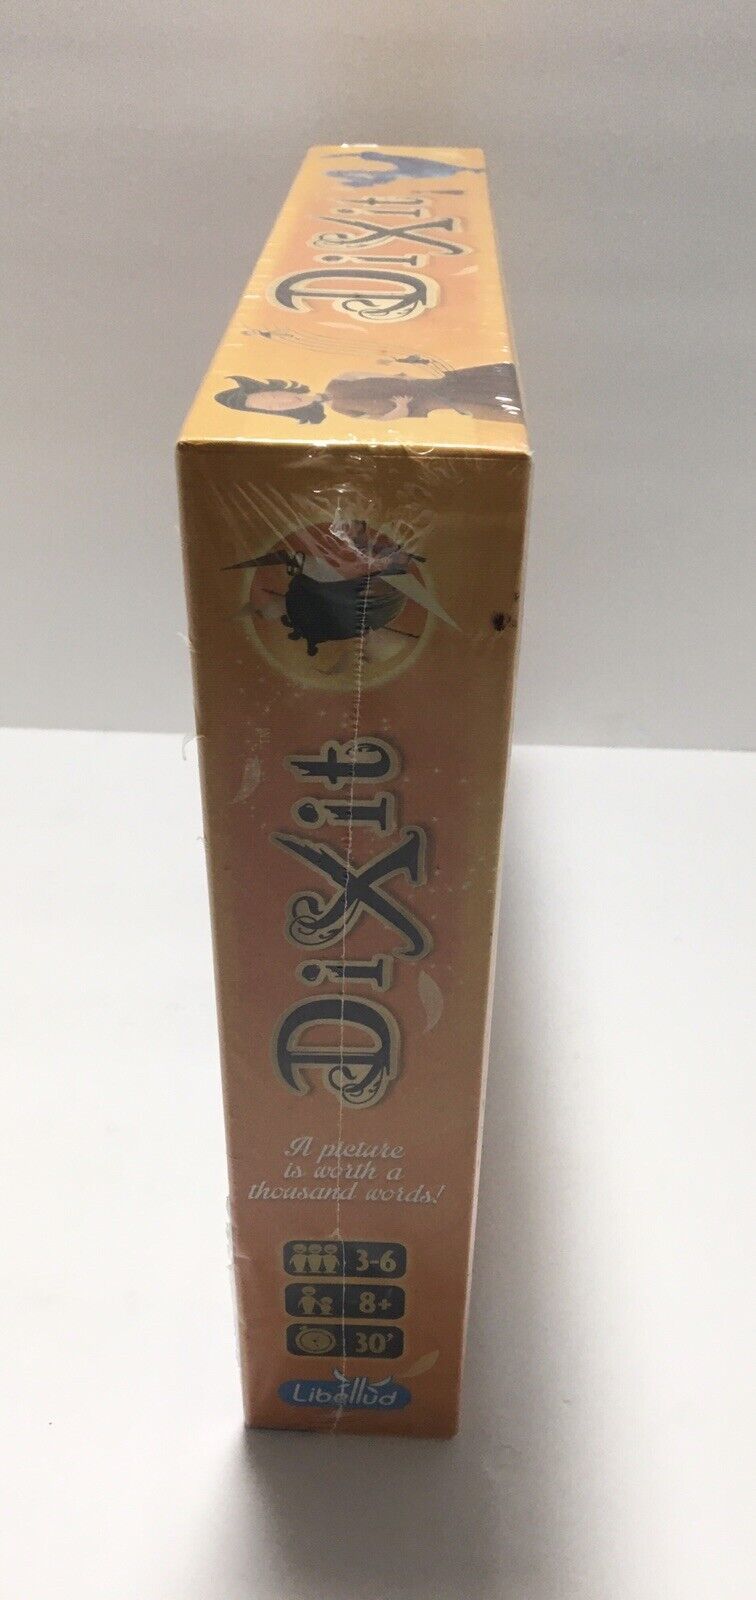 Dixit
Dixit
A picture
is worth a
thousand words!
3-6
8+
30'
Libellud